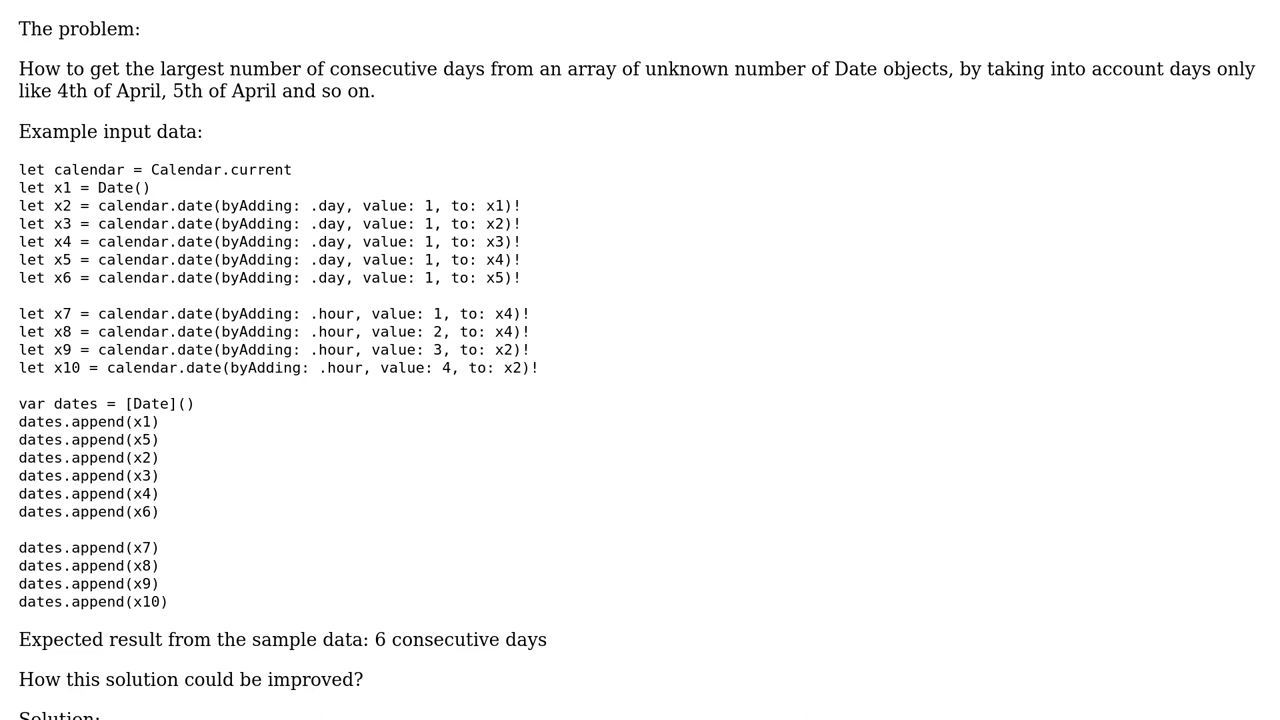 The problem:
How to get the largest number of consecutive days from an array of unknown number of Date objects, by taking into account days only
like 4th of April, 5th of April and so on.
Example input data:
let calendar = Calendar.current
let x1 = Date()
let x2 = calendar.date(byAdding: .day, value: 1, to: x1)!
let x3 = calendar.date(byAdding: .day, value: 1, to: x2)!
let x4 = calendar.date(byAdding: .day, value: 1, to: x3)!
let x5 = calendar.date(byAdding: .day, value: 1, to: x4)!
let x6 = calendar.date(byAdding: .day, value: 1, to: x5)!
let x7 = calendar.date(byAdding: .hour, value: 1, to: x4)!
let x8 = calendar.date(byAdding: .hour, value: 2, to: x4)!
let x9 = calendar.date(byAdding: .hour, value: 3, to: x2)!
let x10 = calendar.date(byAdding: .hour, value: 4, to: x2)!
var dates = [Date]()
dates.append(x1)
dates.append(x5)
dates.append(x2)
dates.append(x3)
dates.append(x4)
dates.append(x6)
dates.append(x7)
dates.append(x8)
dates.append(x9)
dates.append(x10)
Expected result from the sample data: 6 consecutive days
How this solution could be improved?
Solution: